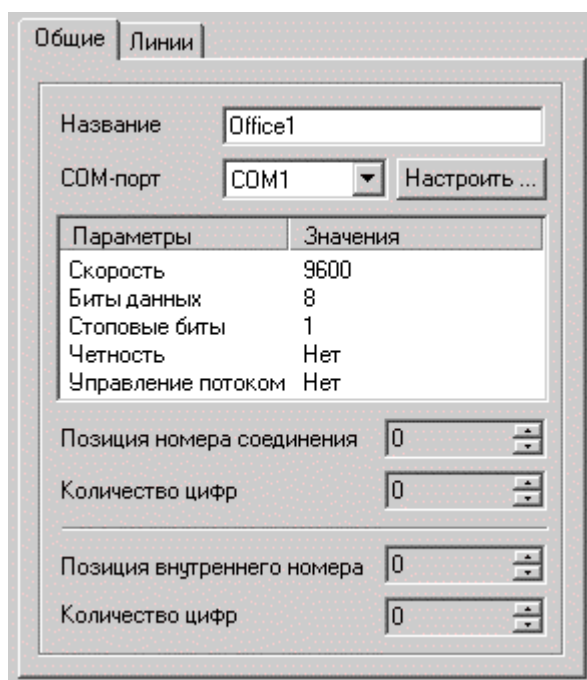 Общие Линии
Название Office1
COM-порт COM1 Настроить ...
Параметры Значения
Скорость 9600
Биты данных 8
Стоповые биты 1
Четность Нет
Управление потоком Нет
Позиция номера соединения 0
Количество цифр 0
Позиция внутреннего номера 0
Количество цифр 0